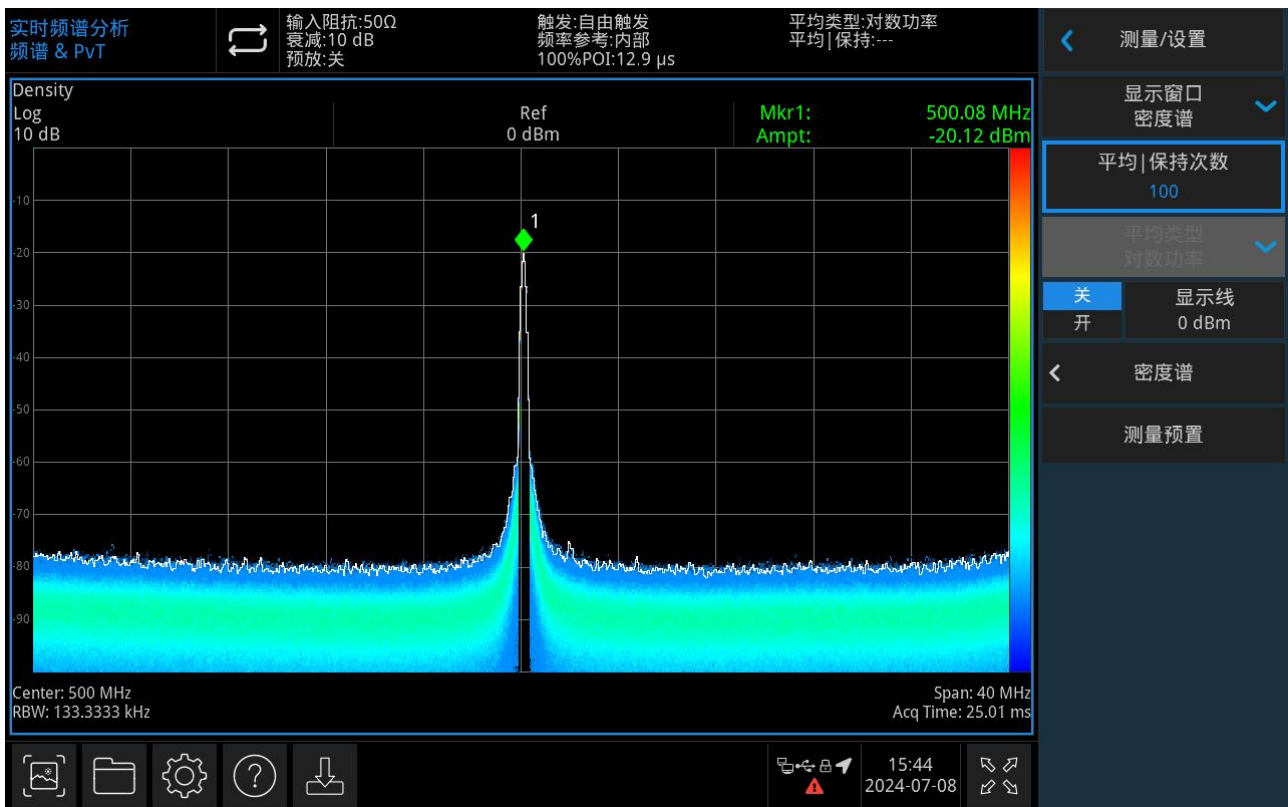 实时频谱分析
频谱 & PvT
输入阻抗:50Ω
衰减:10 dB
预放:关
触发:自由触发
频率参考:内部
100%POI:12.9 μs
平均类型:对数功率
平均|保持:---
测量/设置
Density
Log
10 dB
Ref
0 dBm
Mkr1: 500.08 MHz
Ampt: -20.12 dBm
1
-10
-20
-30
-40
-50
-60
-70
-80
-90
Center: 500 MHz
RBW: 133.3333 kHz
Span: 40 MHz
Acq Time: 25.01 ms
显示窗口
密度谱
平均|保持次数
100
平均类型
对数功率
关
开
显示线
0 dBm
密度谱
测量预置
?
15:44
2024-07-08